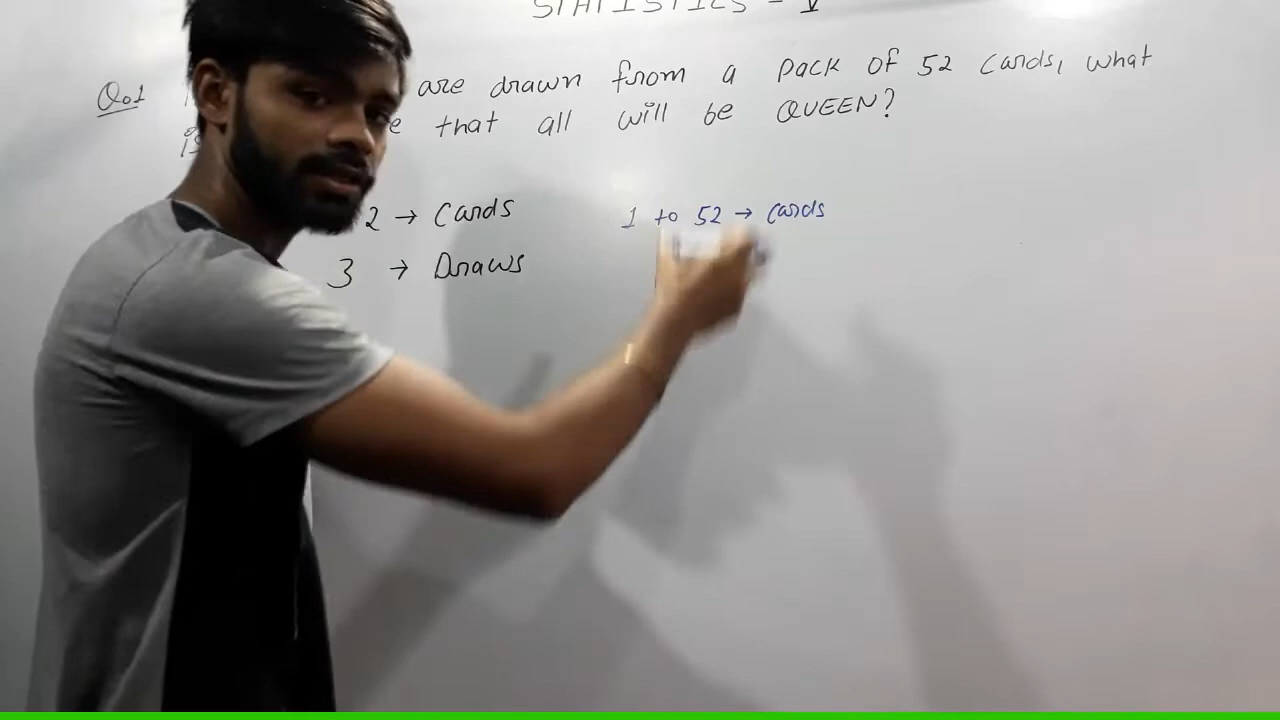 STATISTICS - V
Q.1 are drawn from a pack of 52 cards, what
that all will be QUEEN?
2 → Cards 1 to 52 → cards
3 → Draws